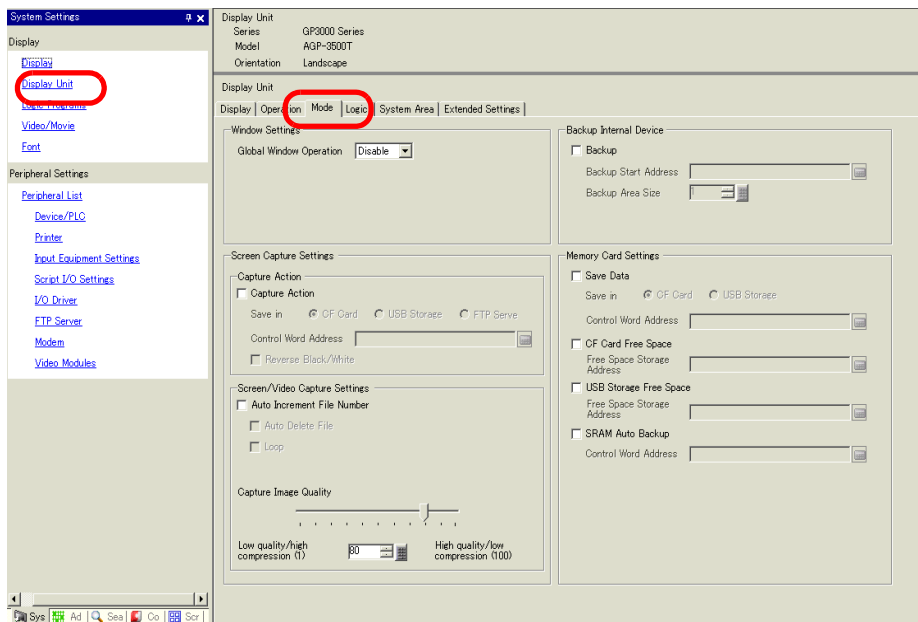 System Settings
Display
Display
Display Unit
Logic Programs
Video/Movie
Font
Peripheral Settings
Peripheral List
Device/PLC
Printer
Input Equipment Settings
Script I/O Settings
I/O Driver
FTP Server
Modem
Video Modules
Sys Ad Sea Co Scr
Display Unit
Series GP3000 Series
Model AGP-3500T
Orientation Landscape
Display Unit
Display Operation Mode Logic System Area Extended Settings
Window Settings
Global Window Operation Disable
Screen Capture Settings
Capture Action
Capture Action
Save in CF Card USB Storage FTP Serve
Control Word Address
Reverse Black/White
Screen/Video Capture Settings
Auto Increment File Number
Auto Delete File
Loop
Capture Image Quality
Low quality/high compression (1) 80 High quality/low compression (100)
Backup Internal Device
Backup
Backup Start Address
Backup Area Size 1
Memory Card Settings
Save Data
Save in CF Card USB Storage
Control Word Address
CF Card Free Space
Free Space Storage
Address
USB Storage Free Space
Free Space Storage
Address
SRAM Auto Backup
Control Word Address